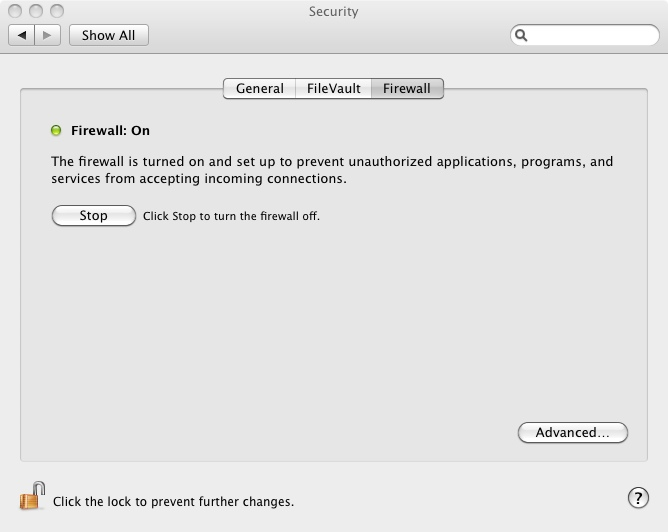 Security
Show All
General FileVault Firewall
Firewall: On
The firewall is turned on and set up to prevent unauthorized applications, programs, and
services from accepting incoming connections.
Stop Click Stop to turn the firewall off.
Advanced...
Click the lock to prevent further changes. ?